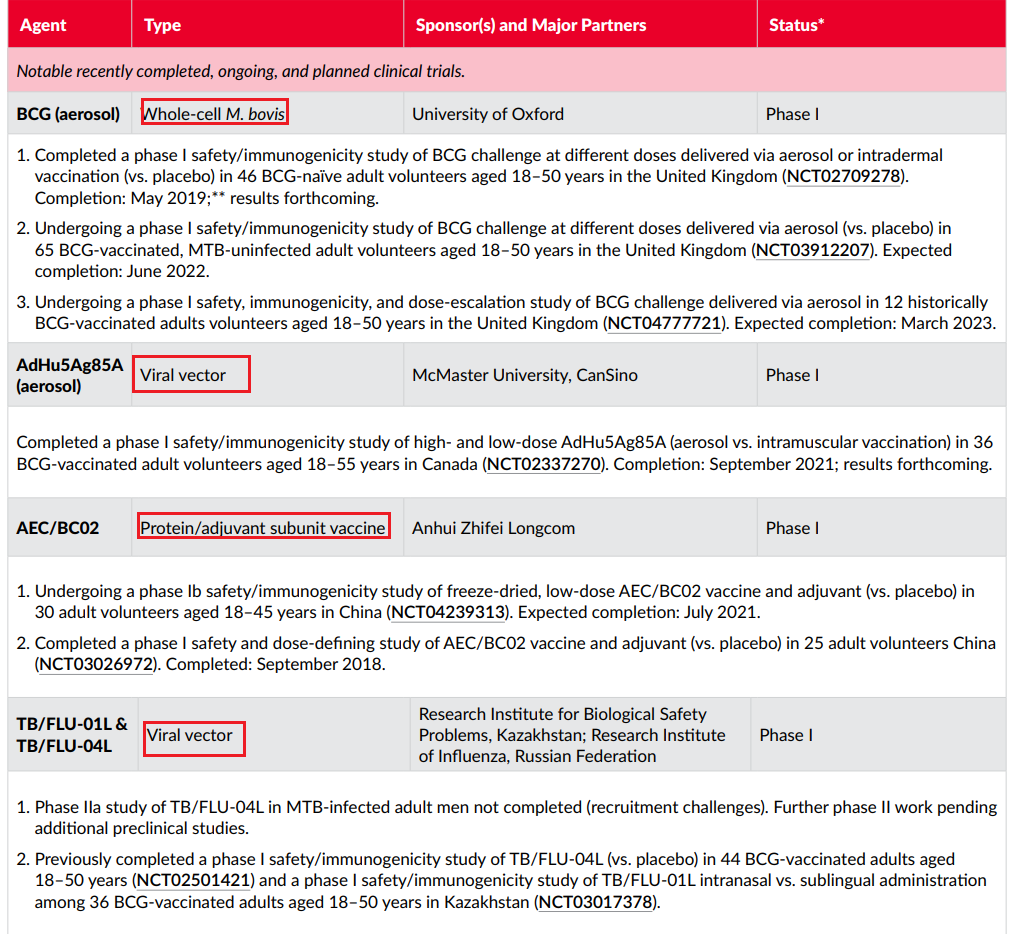 Agent Type Sponsor(s) and Major Partners Status*
Notable recently completed, ongoing, and planned clinical trials.
BCG (aerosol) Whole-cell M. bovis University of Oxford Phase I
1. Completed a phase I safety/immunogenicity study of BCG challenge at different doses delivered via aerosol or intradermal
vaccination (vs. placebo) in 46 BCG-naïve adult volunteers aged 18–50 years in the United Kingdom (NCT02709278).
Completion: May 2019;** results forthcoming.
2. Undergoing a phase I safety/immunogenicity study of BCG challenge at different doses delivered via aerosol (vs. placebo) in
65 BCG-vaccinated, MTB-uninfected adult volunteers aged 18–50 years in the United Kingdom (NCT03912207). Expected
completion: June 2022.
3. Undergoing a phase I safety, immunogenicity, and dose-escalation study of BCG challenge delivered via aerosol in 12 historically
BCG-vaccinated adults volunteers aged 18–50 years in the United Kingdom (NCT04777721). Expected completion: March 2023.
AdHu5Ag85A
(aerosol) Viral vector McMaster University, CanSino Phase I
Completed a phase I safety/immunogenicity study of high- and low-dose AdHu5Ag85A (aerosol vs. intramuscular vaccination) in 36
BCG-vaccinated adult volunteers aged 18–55 years in Canada (NCT02337270). Completion: September 2021; results forthcoming.
AEC/BC02 Protein/adjuvant subunit vaccine Anhui Zhifei Longcom Phase I
1. Undergoing a phase Ib safety/immunogenicity study of freeze-dried, low-dose AEC/BC02 vaccine and adjuvant (vs. placebo) in
30 adult volunteers aged 18–45 years in China (NCT04239313). Expected completion: July 2021.
2. Completed a phase I safety and dose-defining study of AEC/BC02 vaccine and adjuvant (vs. placebo) in 25 adult volunteers China
(NCT03026972). Completed: September 2018.
TB/FLU-01L &
TB/FLU-04L Viral vector Research Institute for Biological Safety
Problems, Kazakhstan; Research Institute
of Influenza, Russian Federation Phase I
1. Phase IIa study of TB/FLU-04L in MTB-infected adult men not completed (recruitment challenges). Further phase II work pending
additional preclinical studies.
2. Previously completed a phase I safety/immunogenicity study of TB/FLU-04L (vs. placebo) in 44 BCG-vaccinated adults aged
18–50 years (NCT02501421) and a phase I safety/immunogenicity study of TB/FLU-01L intranasal vs. sublingual administration
among 36 BCG-vaccinated adults aged 18–50 years in Kazakhstan (NCT03017378).